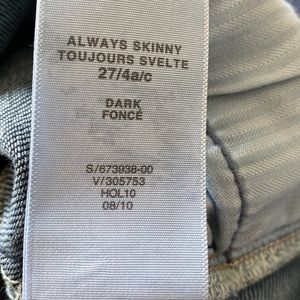 ALWAYS SKINNY
TOUJOURS SVELTE
27/4a/c
DARK
FONCÉ
S/673938-00
V/305753
HOL10
08/10